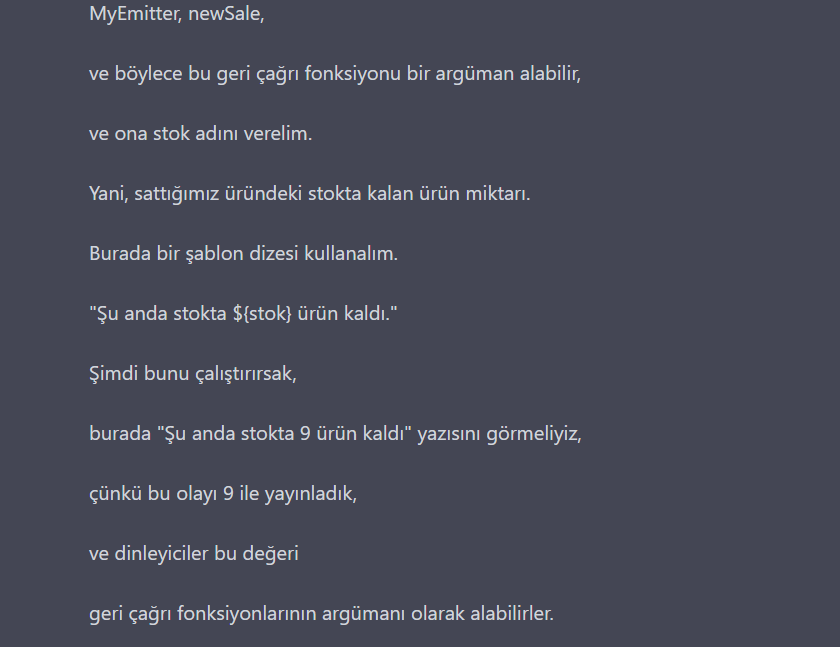 MyEmitter, newSale,
ve böylece bu geri çağrı fonksiyonu bir argüman alabilir,
ve ona stok adını verelim.
Yani, sattığımız üründeki stokta kalan ürün miktarı.
Burada bir şablon dizesi kullanalım.
"Şu anda stokta ${stok} ürün kaldı."
Şimdi bunu çalıştırırsak,
burada "Şu anda stokta 9 ürün kaldı" yazısını görmeliyiz,
çünkü bu olayı 9 ile yayınladık,
ve dinleyiciler bu değeri
geri çağrı fonksiyonlarının argümanı olarak alabilirler.